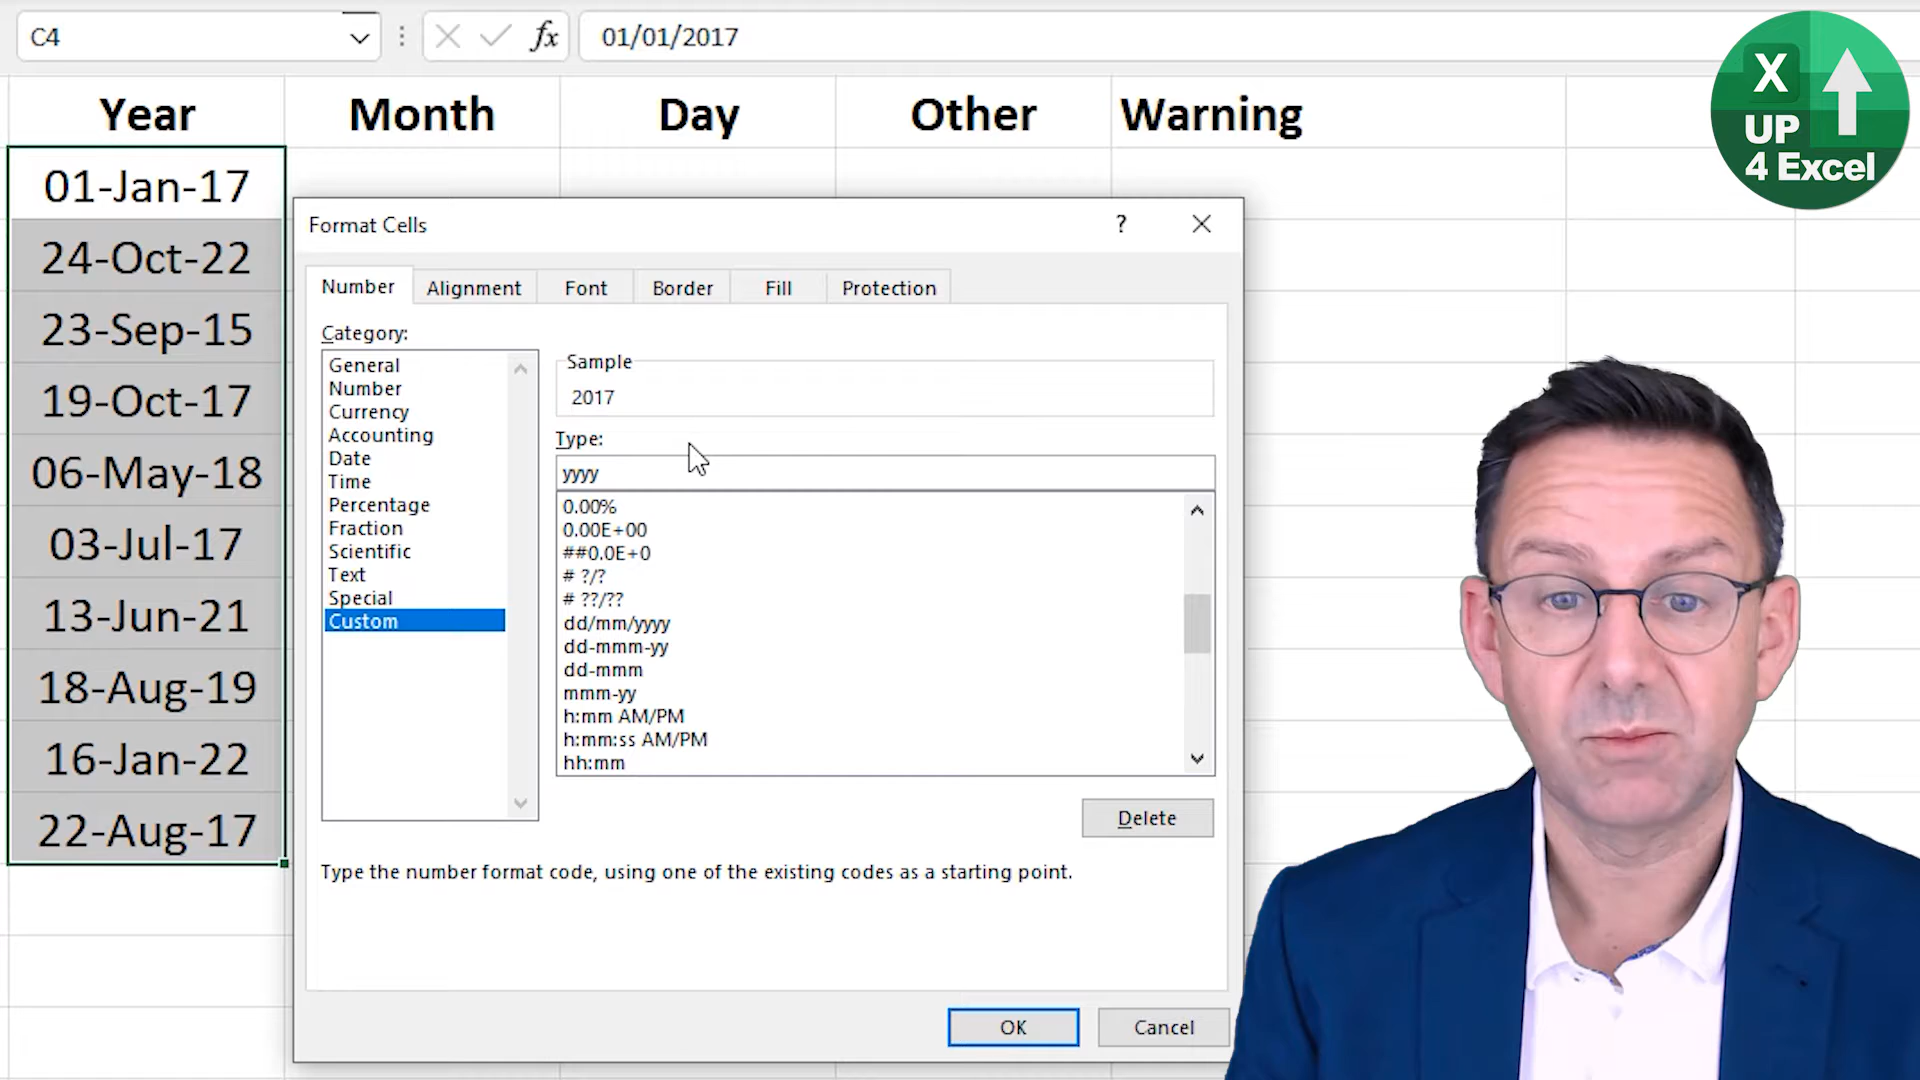 C4
fx
01/01/2017
X
UP
4 Excel
Year Month Day Other Warning
01-Jan-17
24-Oct-22
23-Sep-15
19-Oct-17
06-May-18
03-Jul-17
13-Jun-21
18-Aug-19
16-Jan-22
22-Aug-17
Format Cells
?
Number Alignment Font Border Fill Protection
Category:
General
Number
Currency
Accounting
Date
Time
Percentage
Fraction
Scientific
Text
Special
Custom
Sample
2017
Type:
yyyy
0.00%
0.00E+00
##0.0E+0
# ?/?
# ??/??
dd/mm/yyyy
dd-mmm-yy
dd-mmm
mmm-yy
h:mm AM/PM
h:mm:ss AM/PM
hh:mm
Delete
Type the number format code, using one of the existing codes as a starting point.
OK Cancel